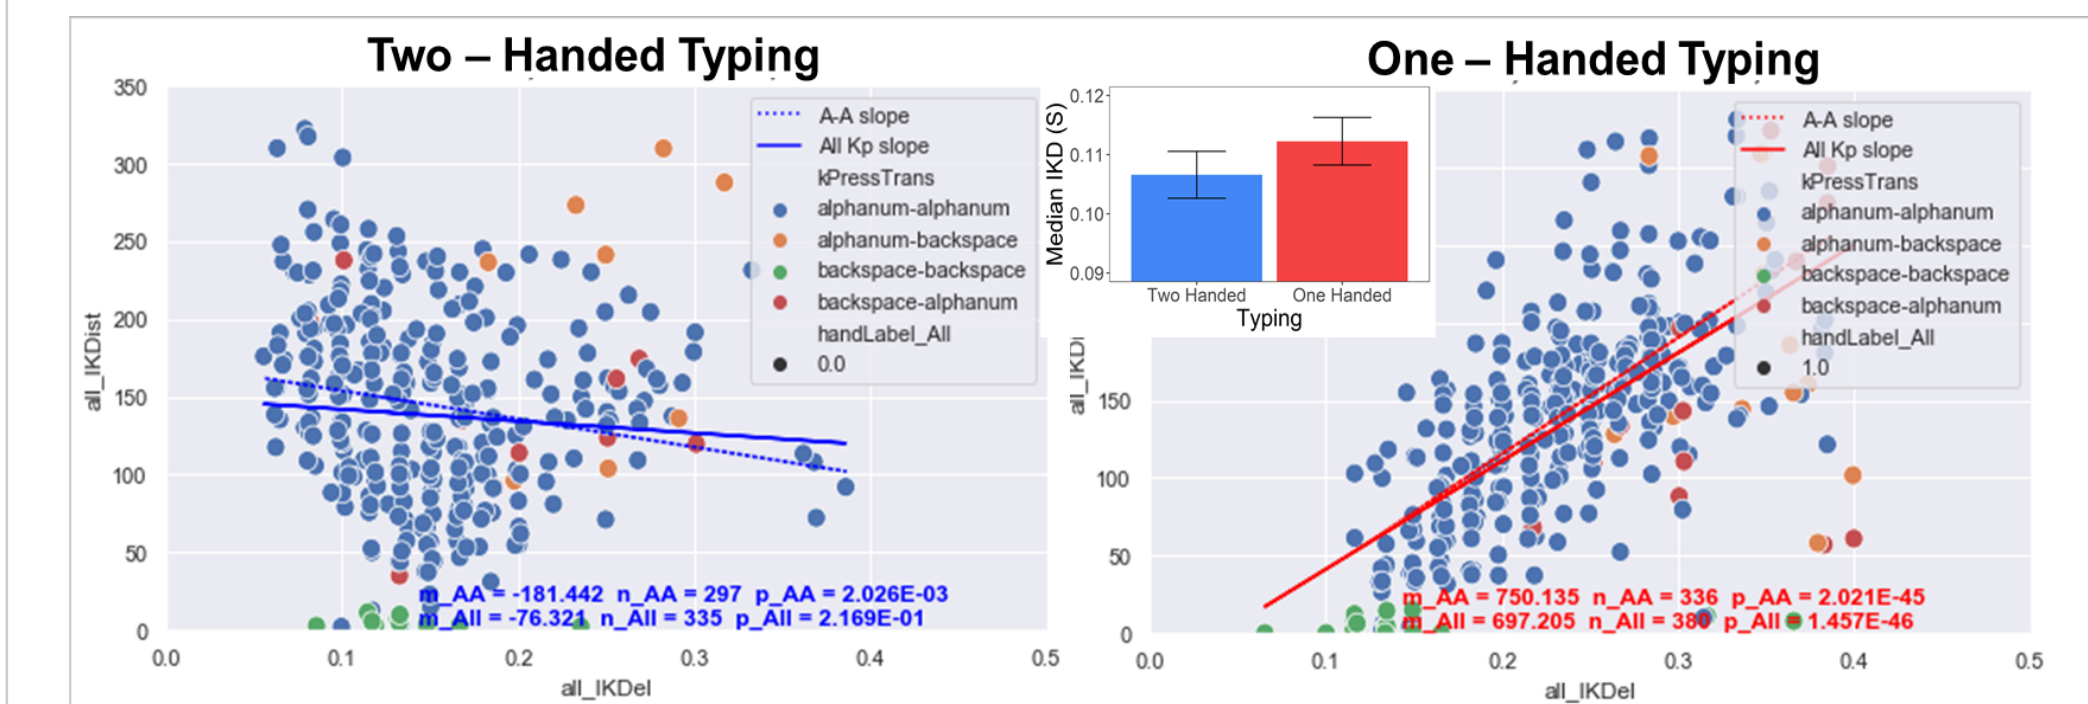 Two – Handed Typing
350
300
250
200
150
100
50
0
all_IKDist
0.0
0.1
0.2
0.3
0.4
0.5
all_IKDel
A-A slope
All Kp slope
kPressTrans
alphanum-alphanum
alphanum-backspace
backspace-backspace
backspace-alphanum
handLabel_All
0.0
m_AA = -181.442 n_AA = 297 p_AA = 2.026E-03
m_All = -76.321 n_All = 335 p_All = 2.169E-01
Median IKD (S)
0.12
0.11
0.10
0.09
Two Handed
One Handed
Typing
One – Handed Typing
150
100
50
0
0.0
0.1
0.2
0.3
0.4
0.5
all_IKDel
A-A slope
All Kp slope
kPressTrans
alphanum-alphanum
alphanum-backspace
backspace-backspace
backspace-alphanum
handLabel_All
1.0
m_AA = 750.135 n_AA = 336 p_AA = 2.021E-45
m_All = 697.205 n_All = 380 p_All = 1.457E-46